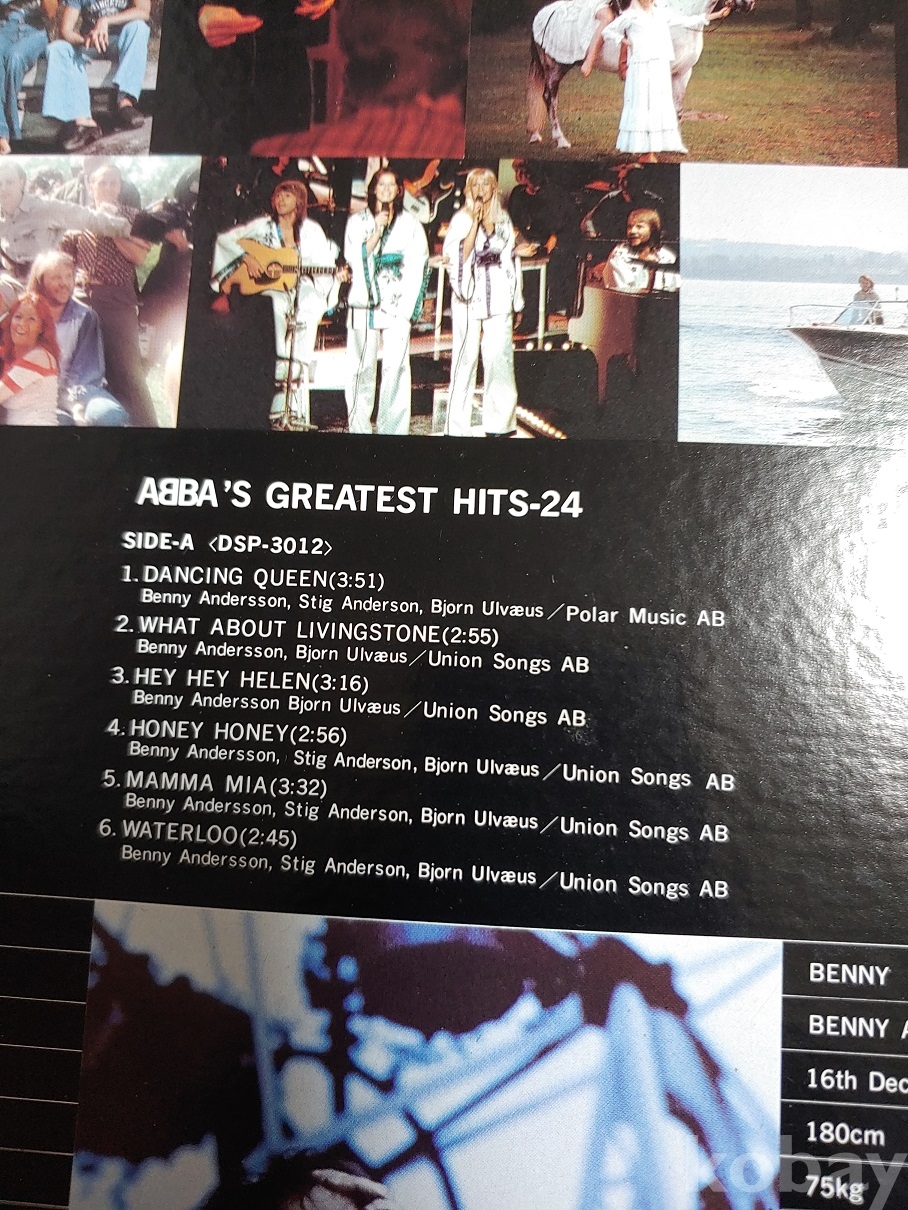 PRINCETON
ABBA'S GREATEST HITS-24
SIDE-A 〈DSP-3012〉
1. DANCING QUEEN(3:51)
Benny Andersson, Stig Anderson, Bjorn Ulvæus/Polar Music AB
2. WHAT ABOUT LIVINGSTONE(2:55)
Benny Andersson, Bjorn Ulvæus/Union Songs AB
3. HEY HEY HELEN(3:16)
Benny Andersson Bjorn Ulvæus/Union Songs AB
4. HONEY HONEY(2:56)
Benny Andersson, Stig Anderson, Bjorn Ulvæus/Union Songs AB
5. MAMMA MIA(3:32)
Benny Andersson, Stig Anderson, Bjorn Ulvæus/Union Songs AB
6. WATERLOO(2:45)
Benny Andersson, Stig Anderson, Bjorn Ulvæus/Union Songs AB
BENNY
BENNY A
16th Dec
180cm
75kg
kobay